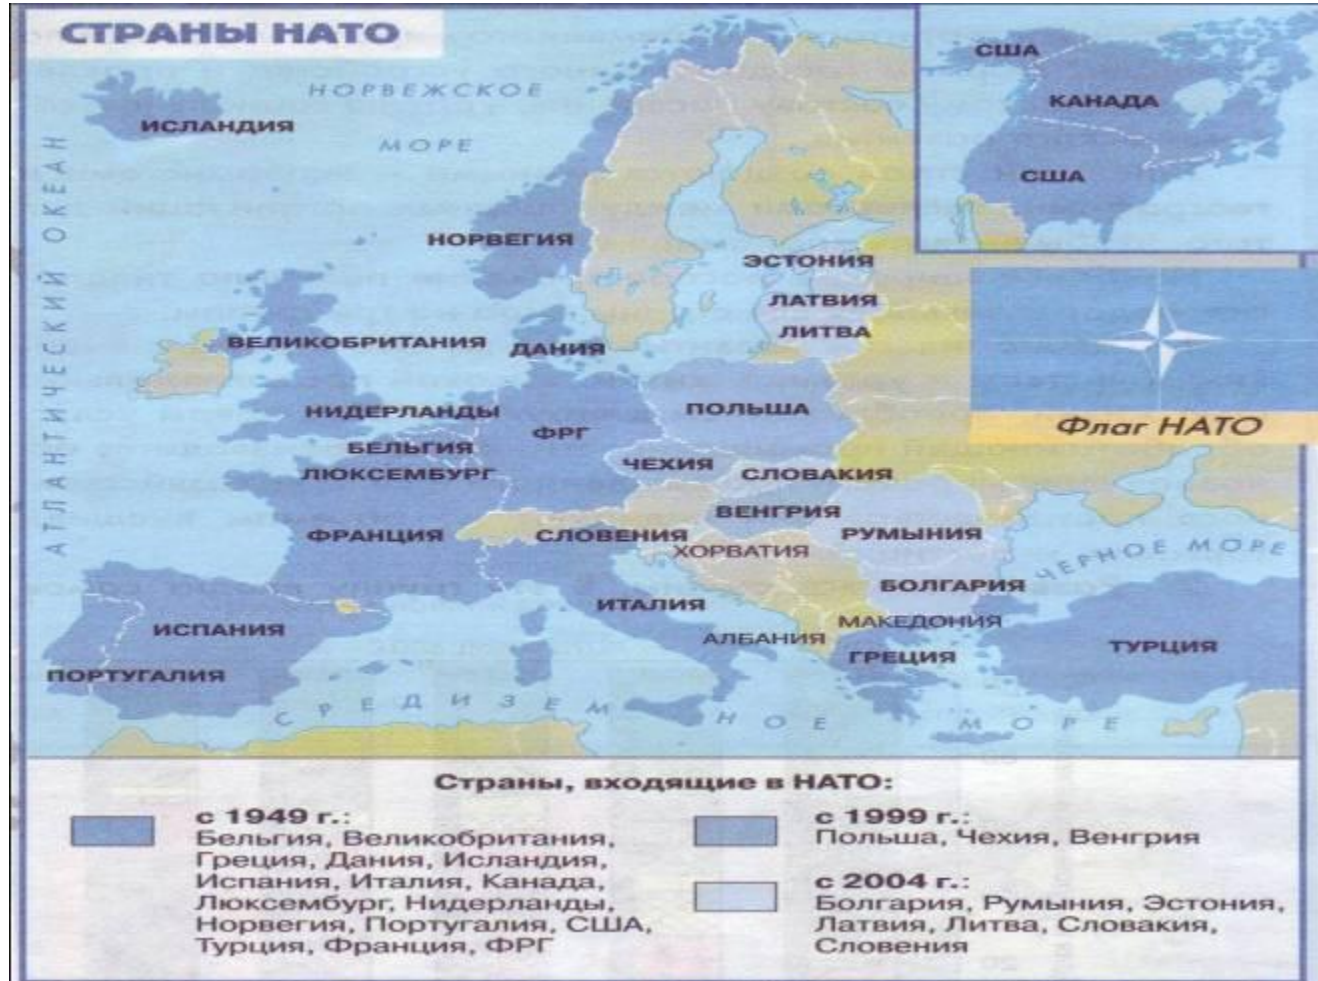 СТРАНЫ НАТО
НОРВЕЖСКОЕ
МОРЕ
ИСЛАНДИЯ
АТЛАНТИЧЕСКИЙ ОКЕАН
США
КАНАДА
США
НОРВЕГИЯ
ЭСТОНИЯ
ЛАТВИЯ
ЛИТВА
ВЕЛИКОБРИТАНИЯ
ДАНИЯ
НИДЕРЛАНДЫ
ПОЛЬША
ФРГ
Флаг НАТО
БЕЛЬГИЯ
ЧЕХИЯ
ЛЮКСЕМБУРГ
СЛОВАКИЯ
ВЕНГРИЯ
ФРАНЦИЯ
СЛОВЕНИЯ
РУМЫНИЯ
ХОРВАТИЯ
ЧЕРНОЕ МОРЕ
БОЛГАРИЯ
ИТАЛИЯ
ИСПАНИЯ
МАКЕДОНИЯ
АЛБАНИЯ
ТУРЦИЯ
ГРЕЦИЯ
ПОРТУГАЛИЯ
СРЕДИЗЕМНОЕ МОРЕ
Страны, входящие в НАТО:
с 1949 г.:
Бельгия, Великобритания,
Греция, Дания, Исландия,
Испания, Италия, Канада,
Люксембург, Нидерланды,
Норвегия, Португалия, США,
Турция, Франция, ФРГ
с 1999 г.:
Польша, Чехия, Венгрия
с 2004 г.:
Болгария, Румыния, Эстония,
Латвия, Литва, Словакия,
Словения